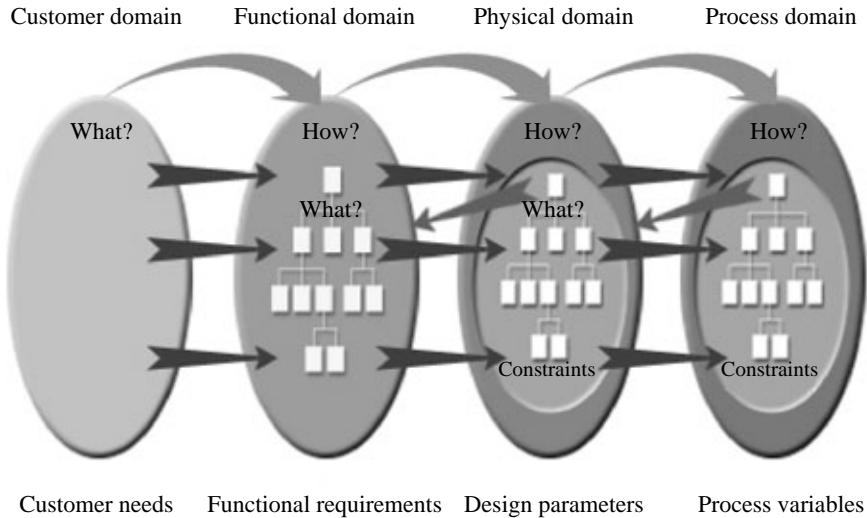 Customer domain Functional domain Physical domain Process domain
What? How? How? How?
What? What?
Constraints Constraints
Customer needs Functional requirements Design parameters Process variables